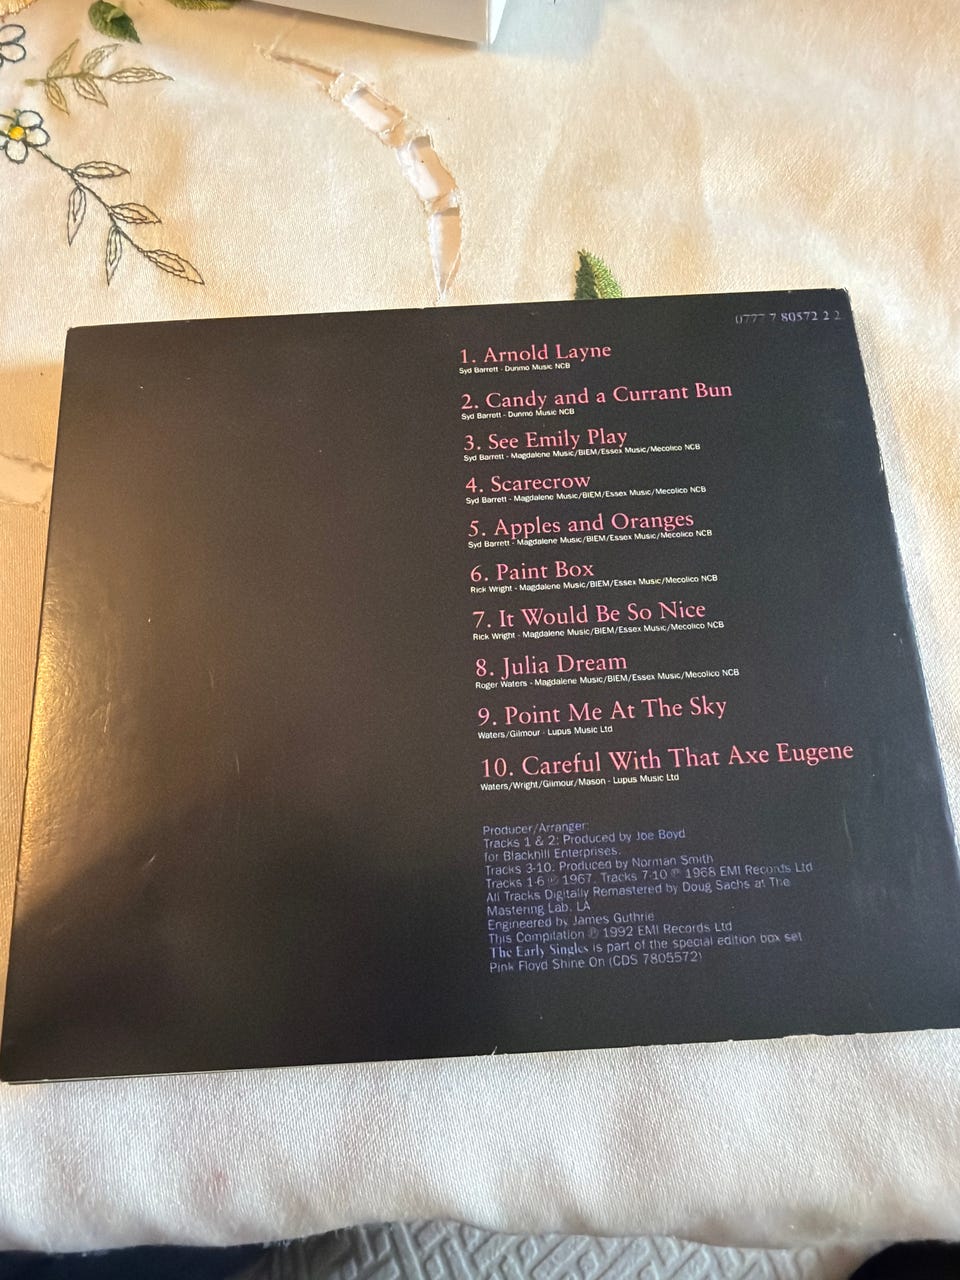 0777 7 80572 2 2
1. Arnold Layne
Syd Barrett - Dunmo Music NCB
2. Candy and a Currant Bun
Syd Barrett - Dunmo Music NCB
3. See Emily Play
Syd Barrett - Magdalene Music/BIEM/Essex Music/Mecolico NCB
4. Scarecrow
Syd Barrett - Magdalene Music/BIEM/Essex Music/Mecolico NCB
5. Apples and Oranges
Syd Barrett - Magdalene Music/BIEM/Essex Music/Mecolico NCB
6. Paint Box
Rick Wright - Magdalene Music/BIEM/Essex Music/Mecolico NCB
7. It Would Be So Nice
Rick Wright - Magdalene Music/BIEM/Essex Music/Mecolico NCB
8. Julia Dream
Roger Waters - Magdalene Music/BIEM/Essex Music/Mecolico NCB
9. Point Me At The Sky
Waters/Gilmour - Lupus Music Ltd
10. Careful With That Axe Eugene
Waters/Wright/Gilmour/Mason - Lupus Music Ltd
Producer/Arranger:
Tracks 1 & 2: Produced by Joe Boyd
for Blackhill Enterprises.
Tracks 3-10. Produced by Norman Smith
Tracks 1-6 ℗ 1967. Tracks 7-10 ℗ 1968 EMI Records Ltd
All Tracks Digitally Remastered by Doug Sachs at The
Mastering Lab. LA
Engineered by James Guthrie
This Compilation ℗ 1992 EMI Records Ltd
The Early Singles is part of the special edition box set
Pink Floyd Shine On (CDS 7805572)